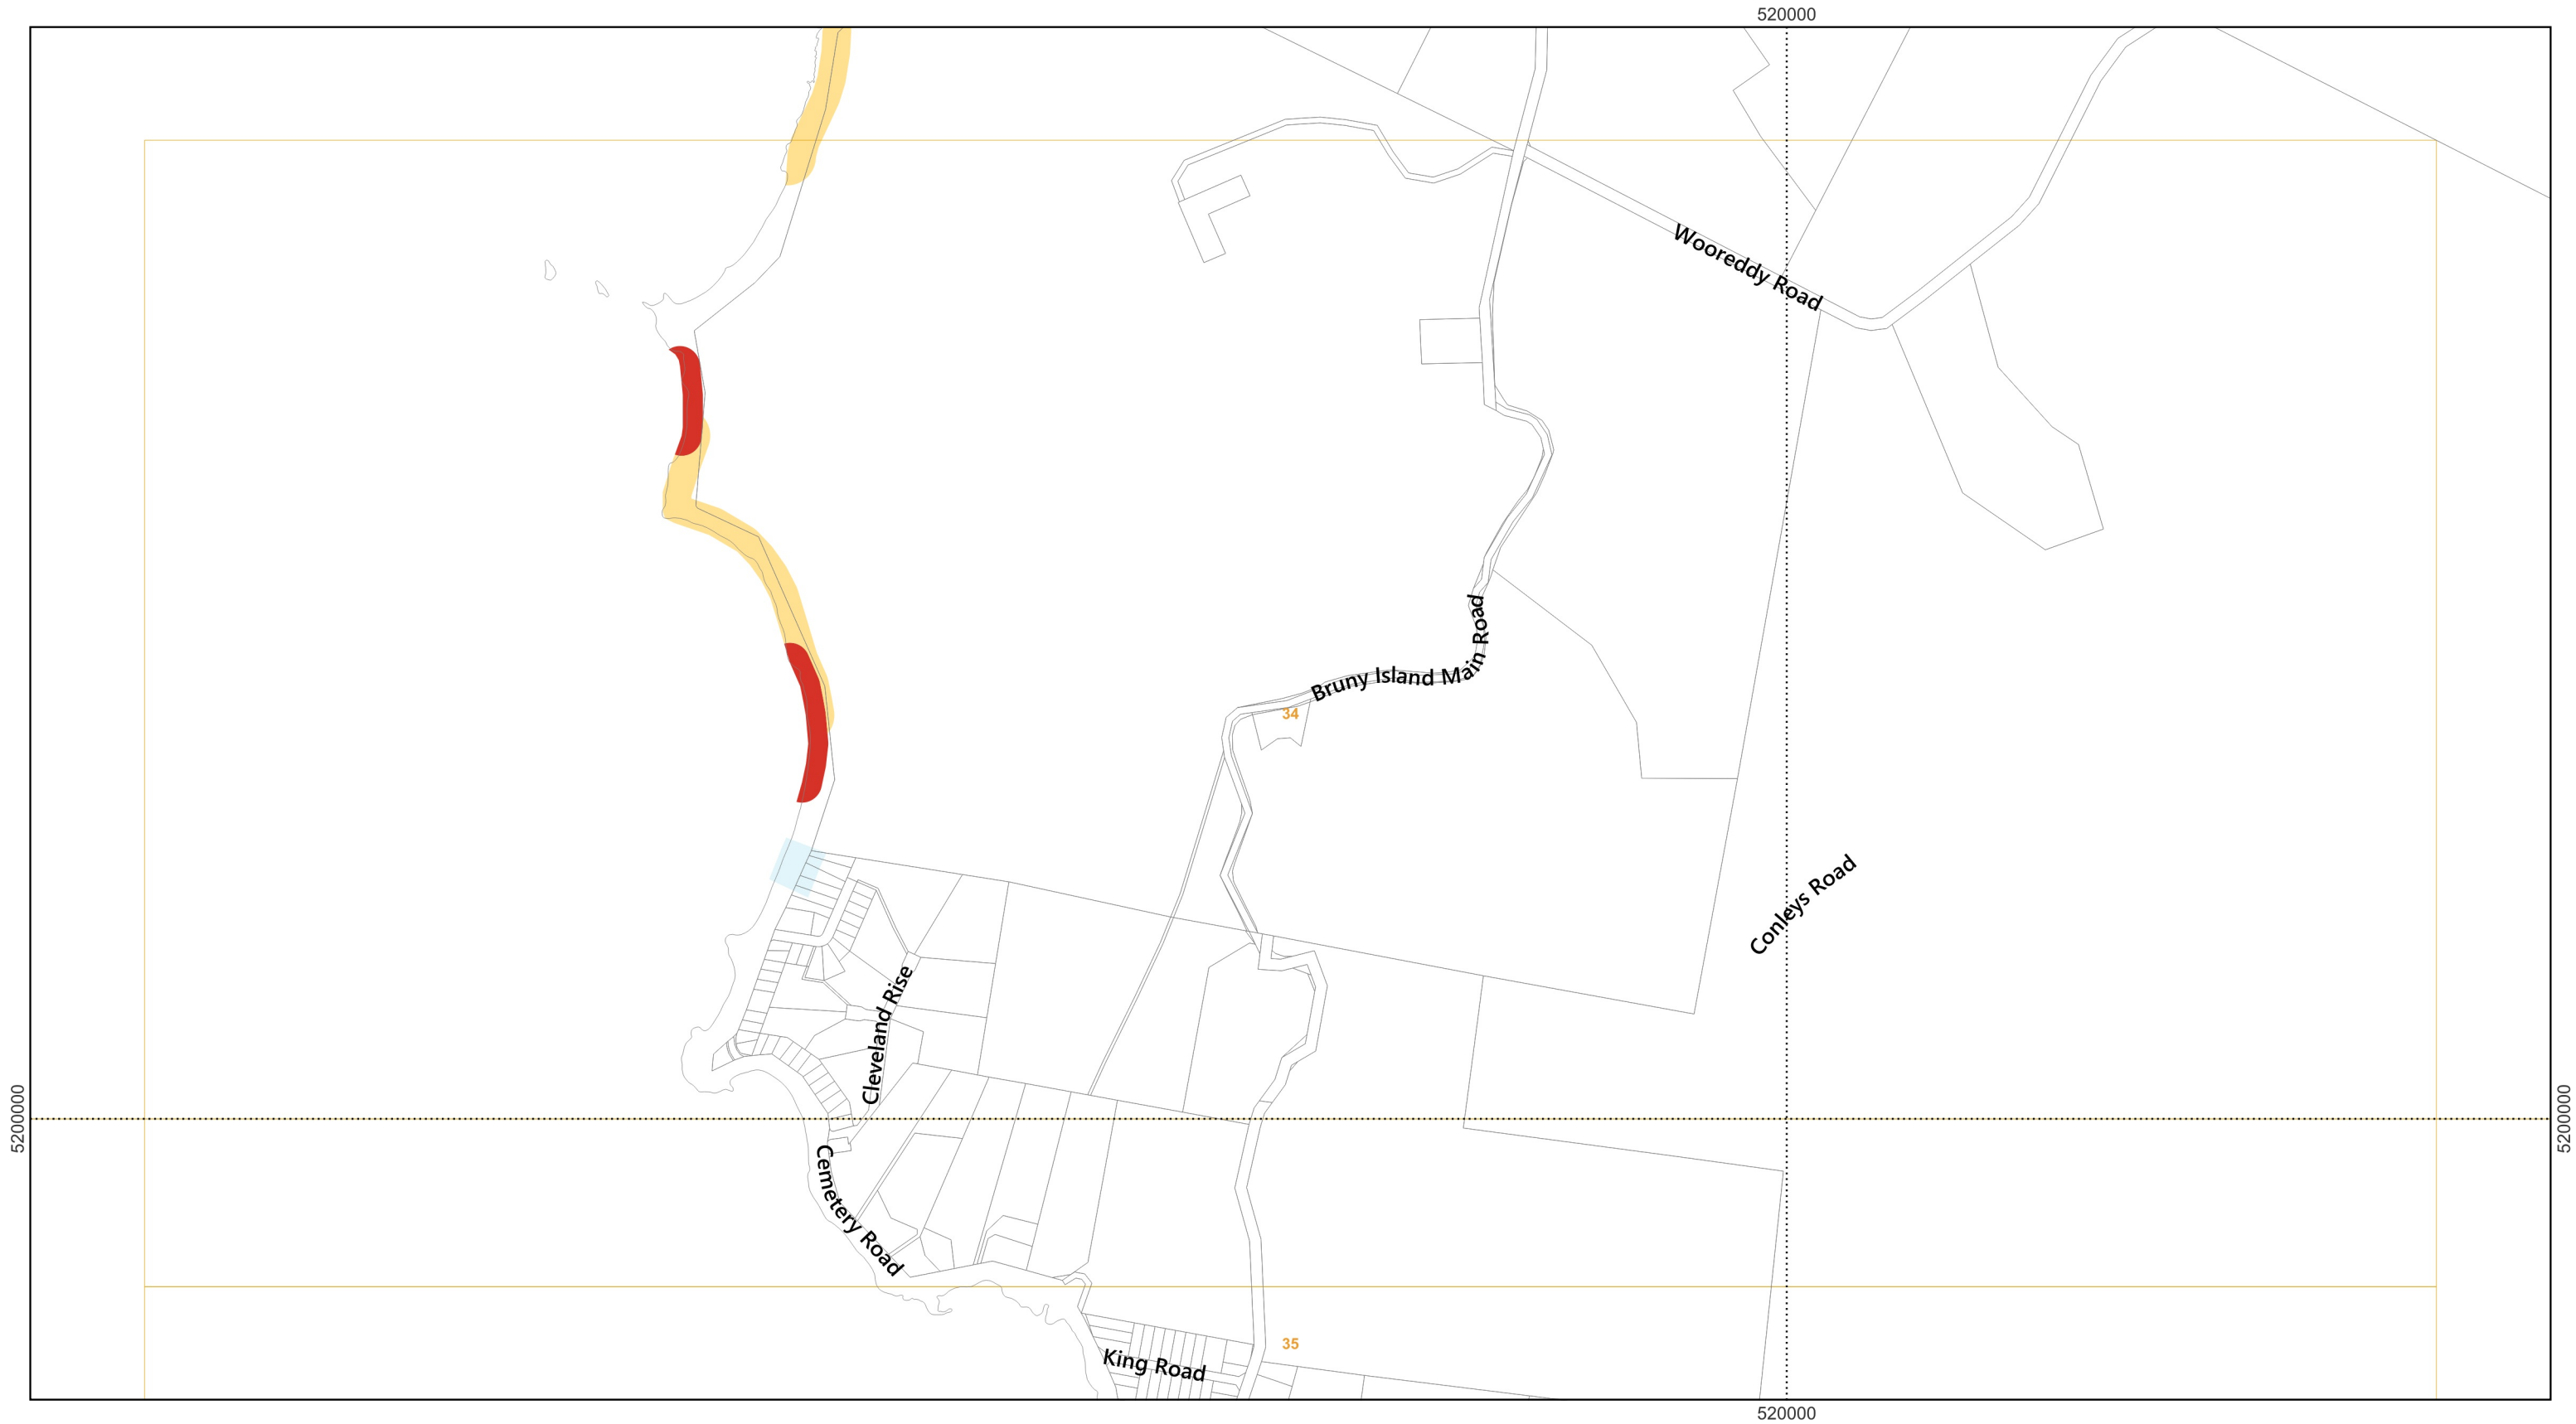 520000
Wooreddy Road
Bruny Island Main Road
34
Conleys Road
Cleveland Rise
5200000
5200000
Cemetery Road
35
King Road
520000